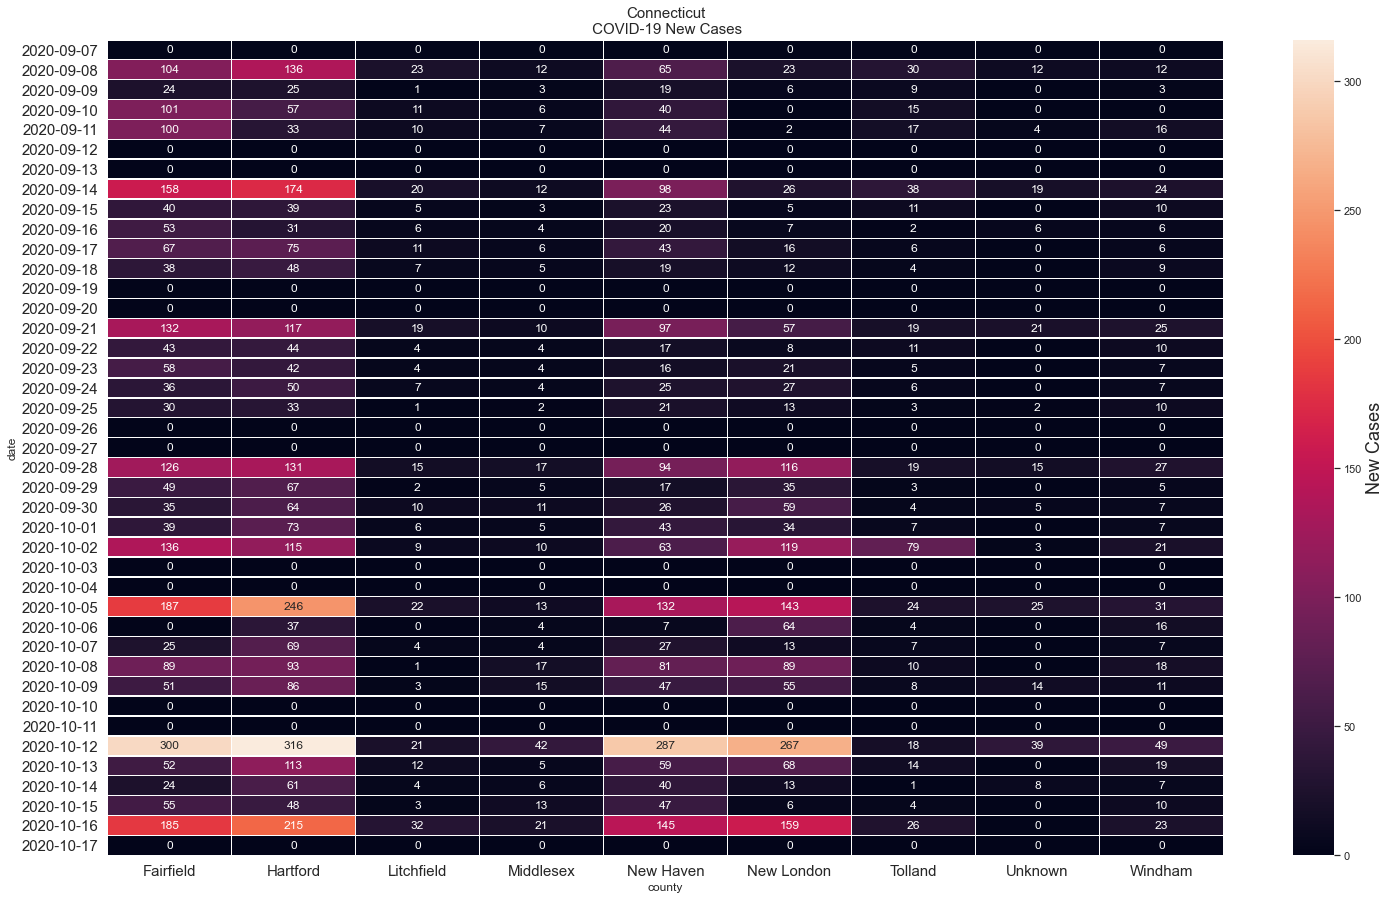 Connecticut
COVID-19 New Cases
2020-09-07 0 0 0 0 0 0 0 0 0
2020-09-08 104 136 23 12 65 23 30 12 12
2020-09-09 24 25 1 3 19 6 9 0 3
2020-09-10 101 57 11 6 40 0 15 0 0
2020-09-11 100 33 10 7 44 2 17 4 16
2020-09-12 0 0 0 0 0 0 0 0 0
2020-09-13 0 0 0 0 0 0 0 0 0
2020-09-14 158 174 20 12 98 26 38 19 24
2020-09-15 40 39 5 3 23 5 11 0 10
2020-09-16 53 31 6 4 20 7 2 6 6
2020-09-17 67 75 11 6 43 16 6 0 6
2020-09-18 38 48 7 5 19 12 4 0 9
2020-09-19 0 0 0 0 0 0 0 0 0
2020-09-20 0 0 0 0 0 0 0 0 0
2020-09-21 132 117 19 10 97 57 19 21 25
2020-09-22 43 44 4 4 17 8 11 0 10
2020-09-23 58 42 4 4 16 21 5 0 7
2020-09-24 36 50 7 4 25 27 6 0 7
2020-09-25 30 33 1 2 21 13 3 2 10
2020-09-26 0 0 0 0 0 0 0 0 0
2020-09-27 0 0 0 0 0 0 0 0 0
2020-09-28 126 131 15 17 94 116 19 15 27
2020-09-29 49 67 2 5 17 35 3 0 5
2020-09-30 35 64 10 11 26 59 4 5 7
2020-10-01 39 73 6 5 43 34 7 0 7
2020-10-02 136 115 9 10 63 119 79 3 21
2020-10-03 0 0 0 0 0 0 0 0 0
2020-10-04 0 0 0 0 0 0 0 0 0
2020-10-05 187 246 22 13 132 143 24 25 31
2020-10-06 0 37 0 4 7 64 4 0 16
2020-10-07 25 69 4 4 27 13 7 0 7
2020-10-08 89 93 1 17 81 89 10 0 18
2020-10-09 51 86 3 15 47 55 8 14 11
2020-10-10 0 0 0 0 0 0 0 0 0
2020-10-11 0 0 0 0 0 0 0 0 0
2020-10-12 300 316 21 42 287 267 18 39 49
2020-10-13 52 113 12 5 59 68 14 0 19
2020-10-14 24 61 4 6 40 13 1 8 7
2020-10-15 55 48 3 13 47 6 4 0 10
2020-10-16 185 215 32 21 145 159 26 0 23
2020-10-17 0 0 0 0 0 0 0 0 0
Fairfield Hartford Litchfield Middlesex New Haven New London Tolland Unknown Windham
county
date
300
250
200
150
100
50
0
New Cases